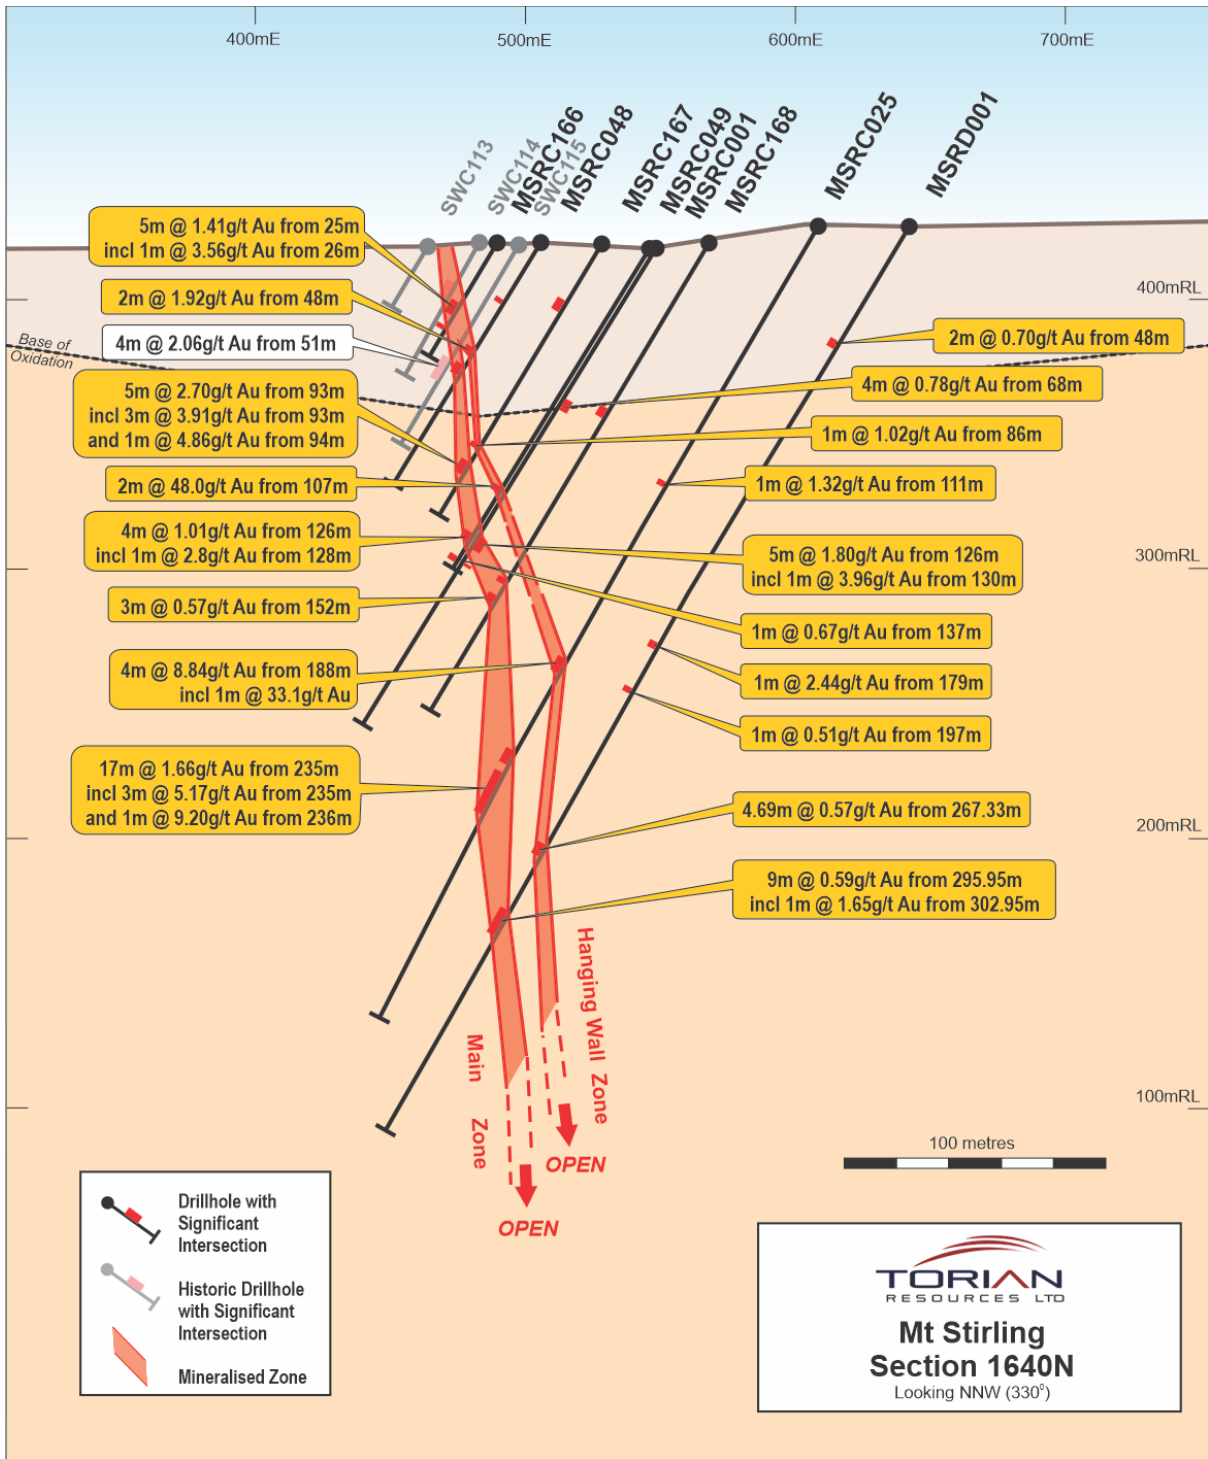 400mE
500mE
600mE
700mE
SWC113
SWC114
MSRC166
SWC115
MSRC048
MSRC167
MSRC049
MSRC001
MSRC168
MSRC025
MSRD001
5m @ 1.41g/t Au from 25m
incl 1m @ 3.56g/t Au from 26m
2m @ 1.92g/t Au from 48m
4m @ 2.06g/t Au from 51m
5m @ 2.70g/t Au from 93m
incl 3m @ 3.91g/t Au from 93m
and 1m @ 4.86g/t Au from 94m
2m @ 48.0g/t Au from 107m
4m @ 1.01g/t Au from 126m
incl 1m @ 2.8g/t Au from 128m
3m @ 0.57g/t Au from 152m
4m @ 8.84g/t Au from 188m
incl 1m @ 33.1g/t Au
17m @ 1.66g/t Au from 235m
incl 3m @ 5.17g/t Au from 235m
and 1m @ 9.20g/t Au from 236m
Base of
Oxidation
400mRL
2m @ 0.70g/t Au from 48m
4m @ 0.78g/t Au from 68m
1m @ 1.02g/t Au from 86m
1m @ 1.32g/t Au from 111m
5m @ 1.80g/t Au from 126m
incl 1m @ 3.96g/t Au from 130m
300mRL
1m @ 0.67g/t Au from 137m
1m @ 2.44g/t Au from 179m
1m @ 0.51g/t Au from 197m
4.69m @ 0.57g/t Au from 267.33m
200mRL
9m @ 0.59g/t Au from 295.95m
incl 1m @ 1.65g/t Au from 302.95m
Hanging Wall Zone
Main Zone
100mRL
OPEN
OPEN
100 metres
Drillhole with
Significant
Intersection
Historic Drillhole
with Significant
Intersection
Mineralised Zone
TORIAN
RESOURCES LTD
Mt Stirling
Section 1640N
Looking NNW (330⁰)